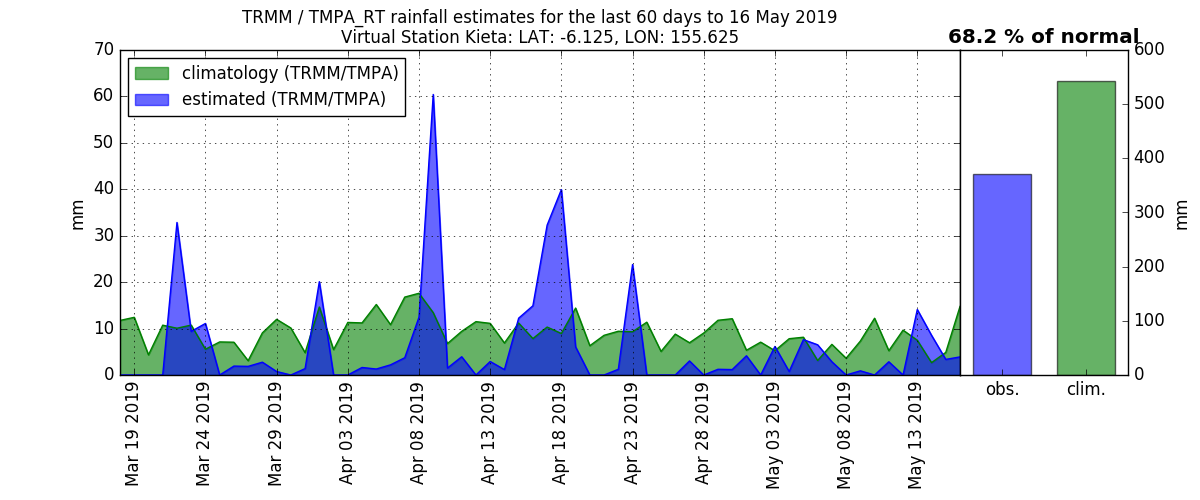 TRMM / TMPA_RT rainfall estimates for the last 60 days to 16 May 2019
Virtual Station Kieta: LAT: -6.125, LON: 155.625
68.2 % of normal
climatology (TRMM/TMPA)
estimated (TRMM/TMPA)
70
60
50
40
30
20
10
0
mm
Mar 19 2019
Mar 24 2019
Mar 29 2019
Apr 03 2019
Apr 08 2019
Apr 13 2019
Apr 18 2019
Apr 23 2019
Apr 28 2019
May 03 2019
May 08 2019
May 13 2019
obs.
clim.
600
500
400
300
200
100
0
mm